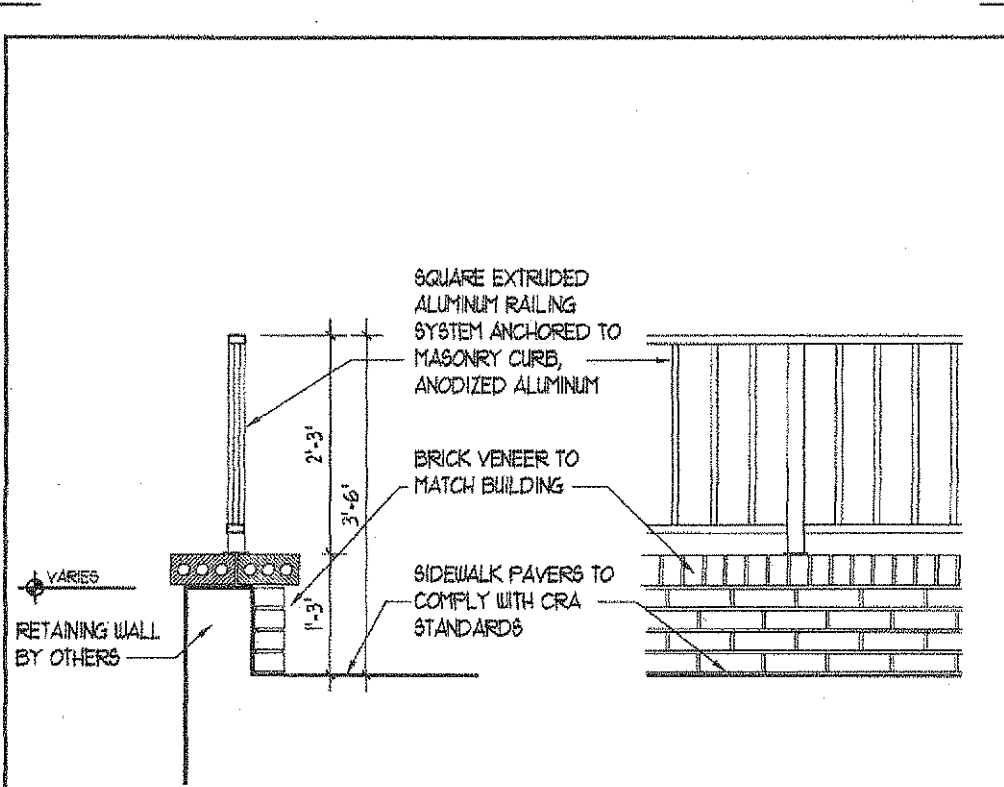 SQUARE EXTRUDED
ALUMINUM RAILING
SYSTEM ANCHORED TO
MASONRY CURB,
ANODIZED ALUMINUM
2'-3"
3'-6"
BRICK VENEER TO
MATCH BUILDING
VARIES
SIDEWALK PAVERS TO
COMPLY WITH CRA
STANDARDS
1'-3"
RETAINING WALL
BY OTHERS